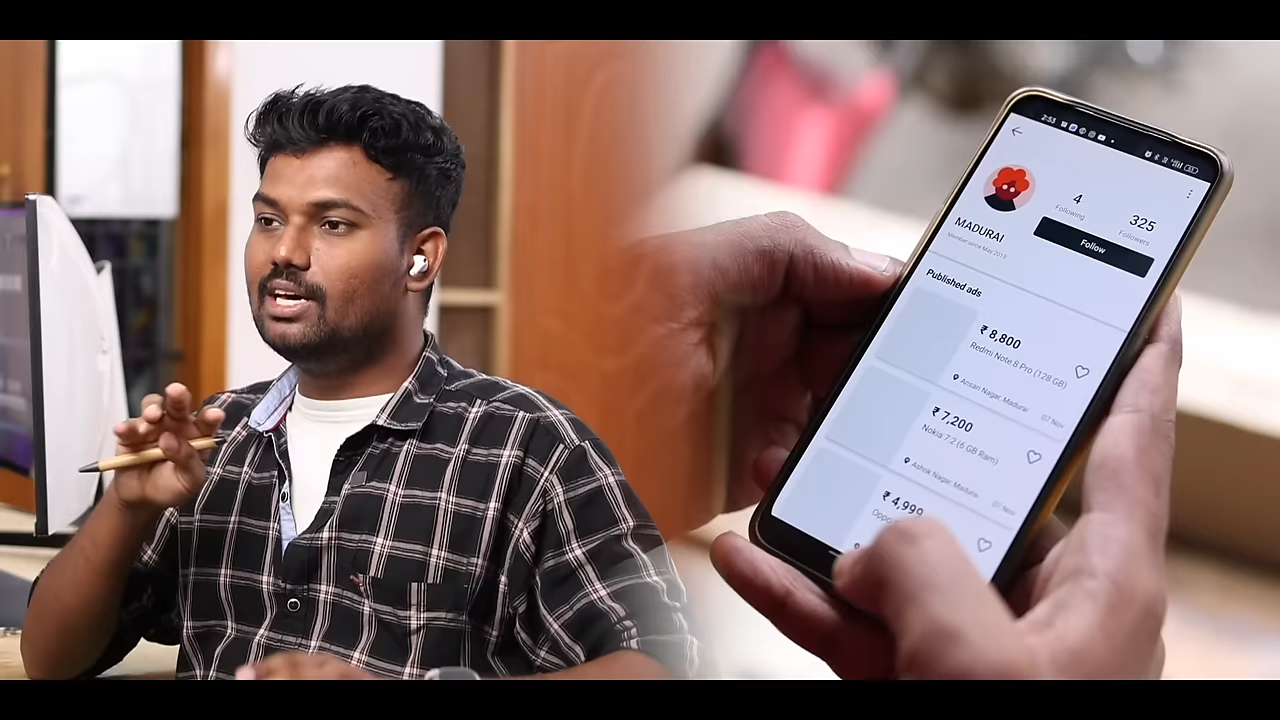 2:53
4
Following
325
Followers
MADURAI
Member since May 2019
Follow
Published ads
₹ 8,800
Redmi Note 8 Pro (128 GB)
Ansari Nagar, Madurai
07 Nov
₹ 7,200
Nokia 7.2 (6 GB Ram)
Ashok Nagar, Madurai
07 Nov
₹ 4,999
Oppo